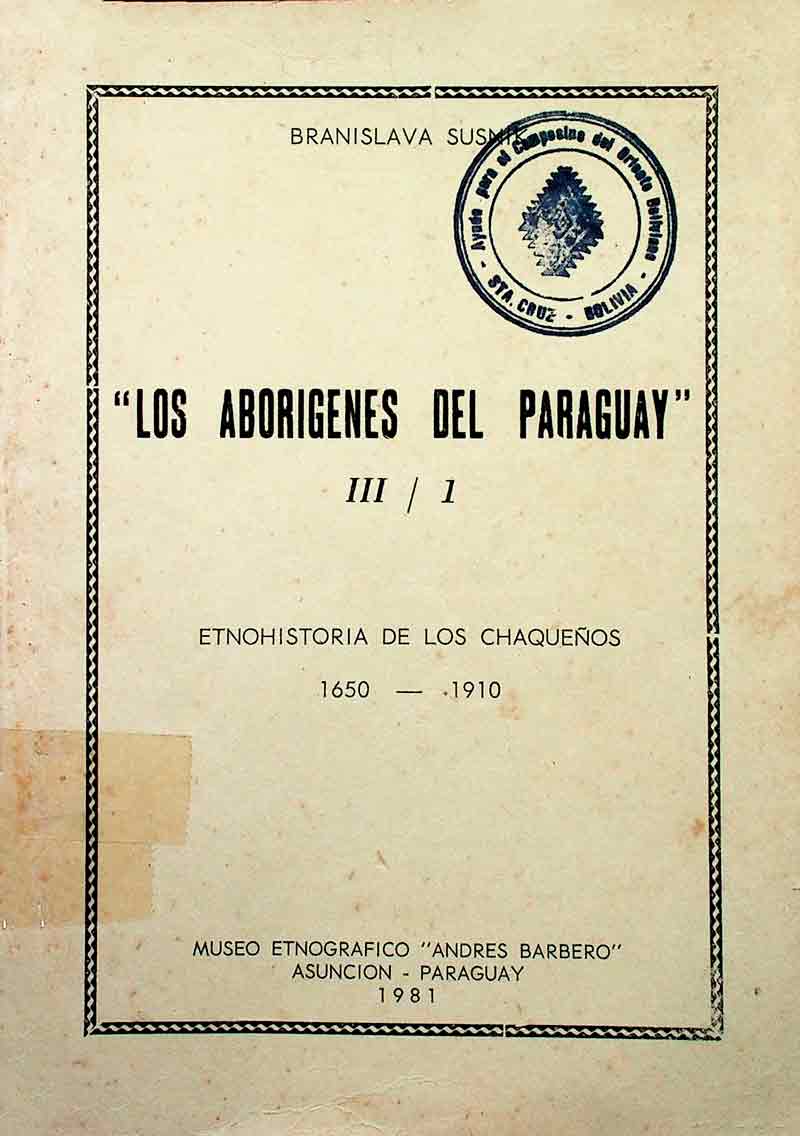 BRANISLAVA SUSNIK
- Ayuda para el Campesino del Oriente Boliviano -
STA. CRUZ - BOLIVIA
"LOS ABORIGENES DEL PARAGUAY"
III / 1
ETNOHISTORIA DE LOS CHAQUEÑOS
1650 — 1910
MUSEO ETNOGRAFICO "ANDRES BARBERO"
ASUNCION - PARAGUAY
1981